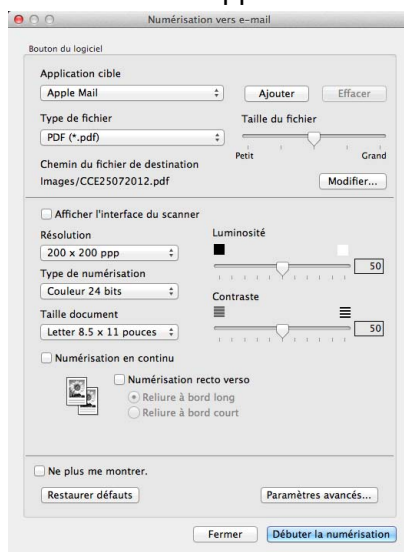 Numérisation vers e-mail
Bouton du logiciel
Application cible
Apple Mail
Ajouter
Effacer
Type de fichier
Taille du fichier
PDF (*.pdf)
Petit
Grand
Chemin du fichier de destination
Images/CCE25072012.pdf
Modifier...
Afficher l'interface du scanner
Résolution
Luminosité
200 x 200 ppp
50
Type de numérisation
Couleur 24 bits
Contraste
Taille document
Letter 8.5 x 11 pouces
50
Numérisation en continu
Numérisation recto verso
Reliure à bord long
Reliure à bord court
Ne plus me montrer.
Restaurer défauts
Paramètres avancés...
Fermer
Débuter la numérisation